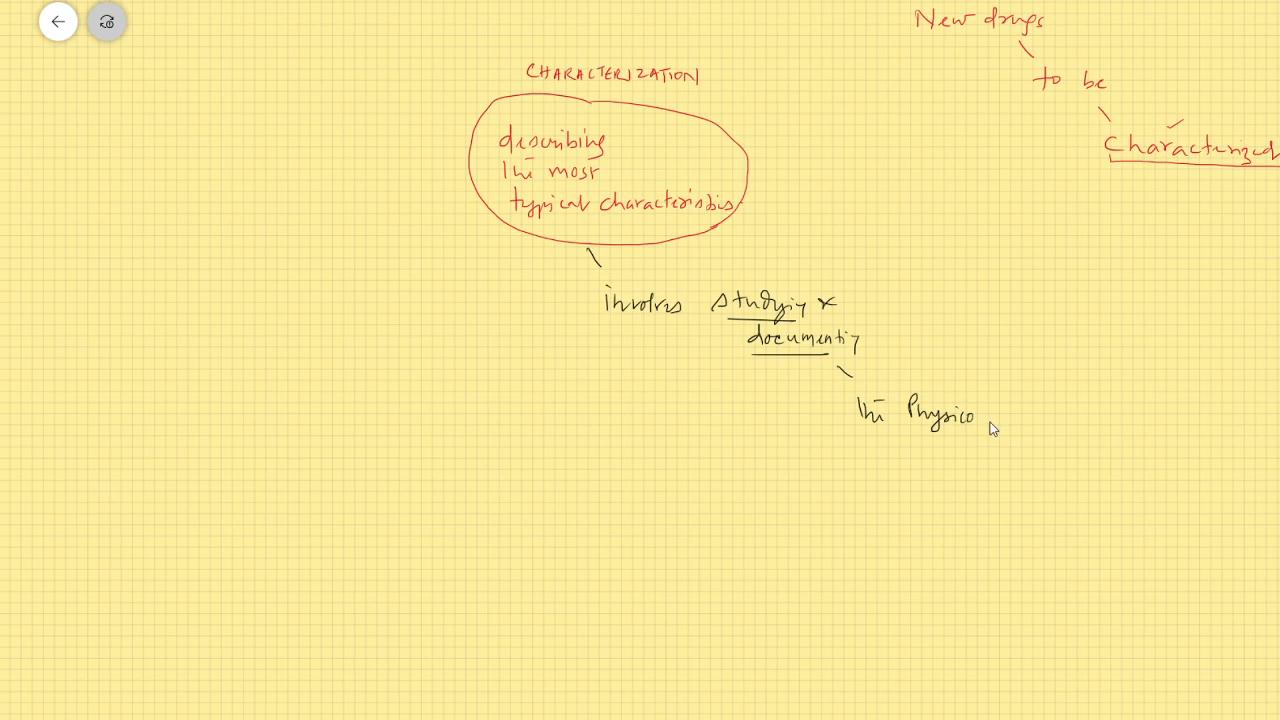 New drugs
to be
Characterized
CHARACTERIZATION
describing
the most
typical characteristics
involves studying &
documenting
the Physico